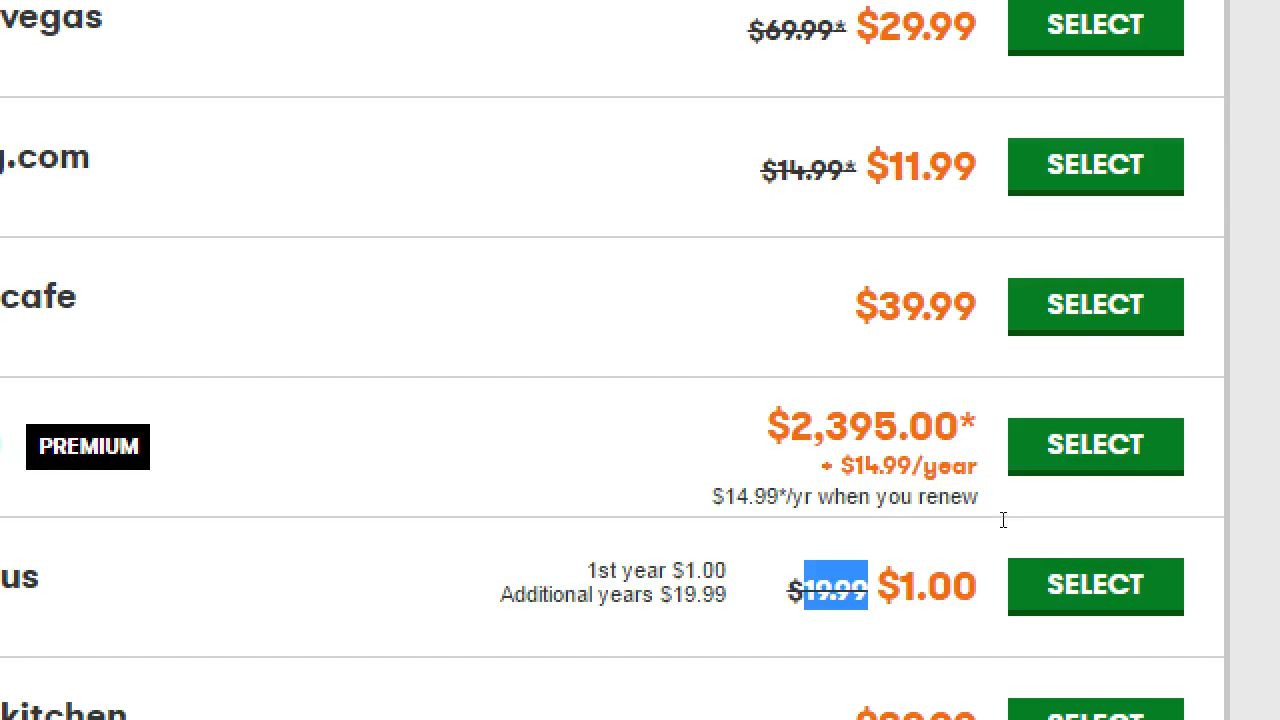 vegas $69.99* $29.99 SELECT
.com $14.99* $11.99 SELECT
cafe $39.99 SELECT
PREMIUM $2,395.00* SELECT
+ $14.99/year
$14.99*/yr when you renew
us 1st year $1.00 $19.99 $1.00 SELECT
Additional years $19.99
kitchen SELECT